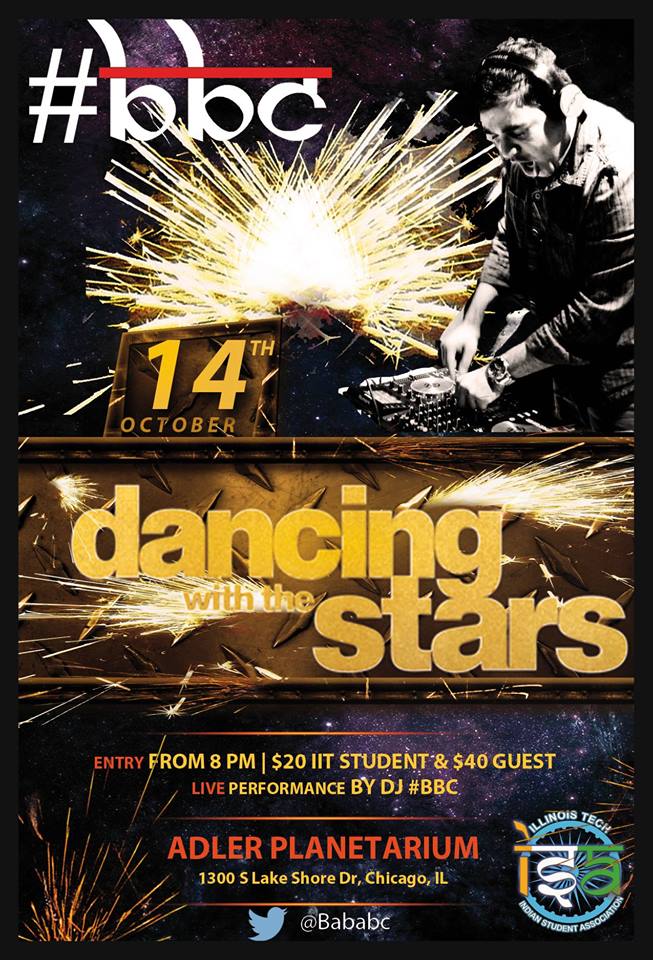 #bbc
14TH
OCTOBER
dancing
with the
stars
ENTRY FROM 8 PM | $20 IIT STUDENT & $40 GUEST
LIVE PERFORMANCE BY DJ #BBC
ADLER PLANETARIUM
1300 S Lake Shore Dr, Chicago, IL
@Bababc
ILLINOIS TECH
isa
INDIAN STUDENT ASSOCIATION